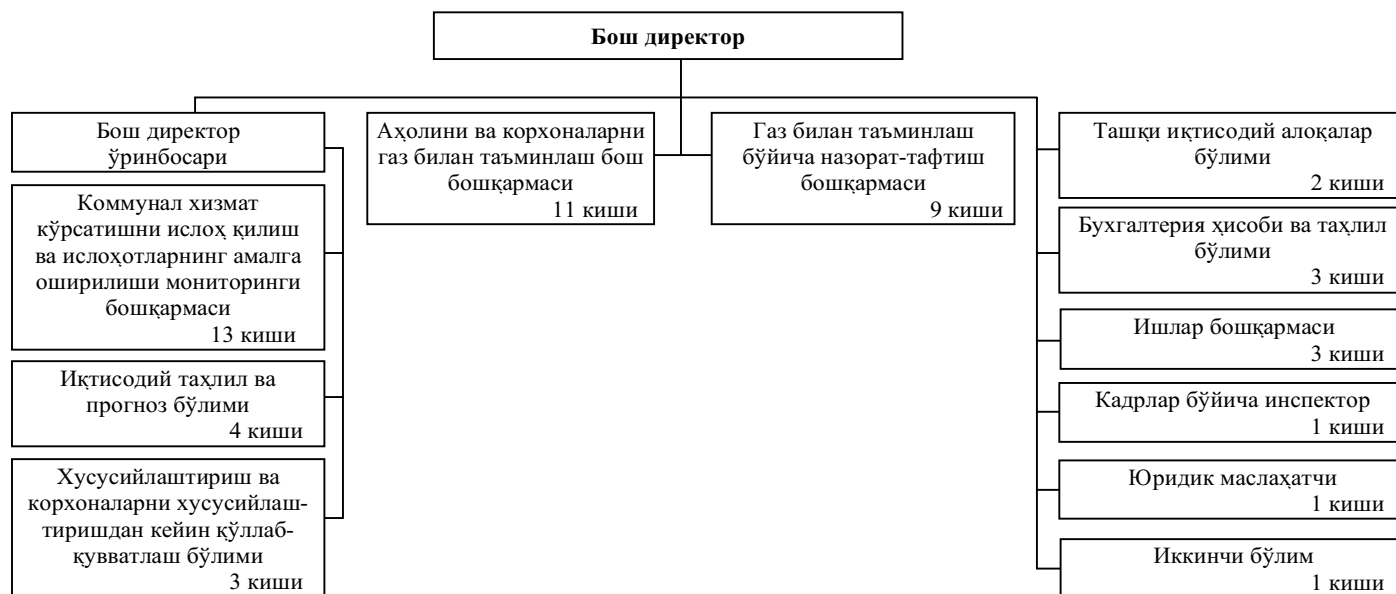 Бош директор
Бош директор
ўринбосари
Коммунал хизмат
кўрсатишни ислоҳ қилиш
ва ислоҳотларнинг амалга
оширилиши мониторинги
бошқармаси
13 киши
Иқтисодий таҳлил ва
прогноз бўлими
4 киши
Хусусийлаштириш ва
корхоналарни хусусийлаш-
тиришдан кейин қўллаб-
қувватлаш бўлими
3 киши
Аҳолини ва корхоналарни
газ билан таъминлаш бош
бошқармаси
11 киши
Газ билан таъминлаш
бўйича назорат-тафтиш
бошқармаси
9 киши
Ташқи иқтисодий алоқалар
бўлими
2 киши
Бухгалтерия ҳисоби ва таҳлил
бўлими
3 киши
Ишлар бошқармаси
3 киши
Кадрлар бўйича инспектор
1 киши
Юридик маслаҳатчи
1 киши
Иккинчи бўлим
1 киши